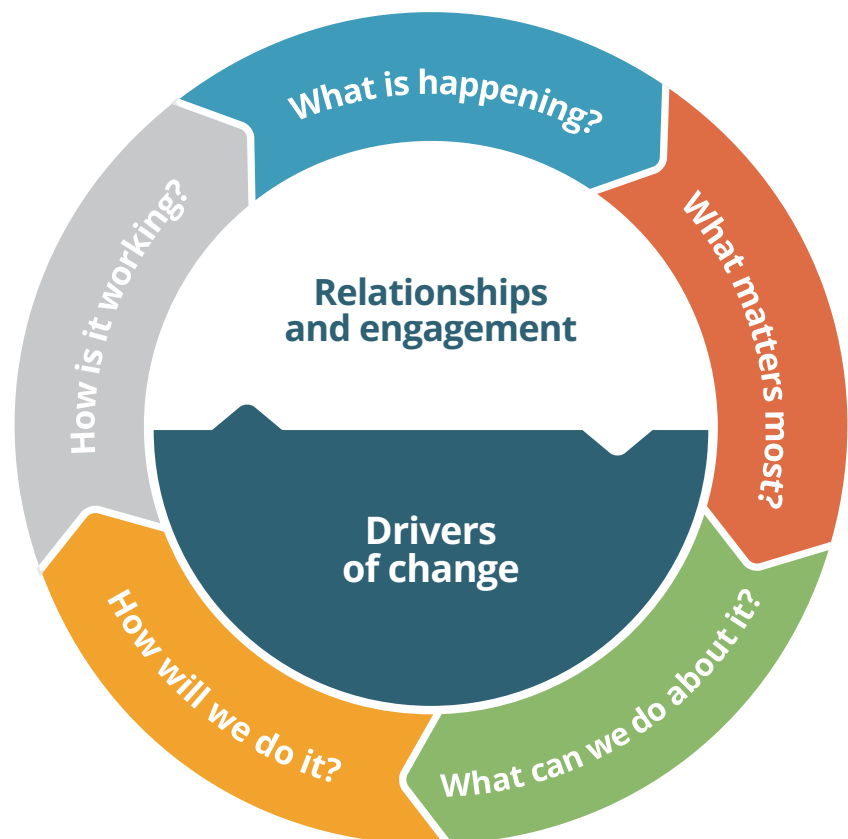 What is happening?
What matters most?
What can we do about it?
How will we do it?
How is it working?
Relationships
and engagement
Drivers
of change